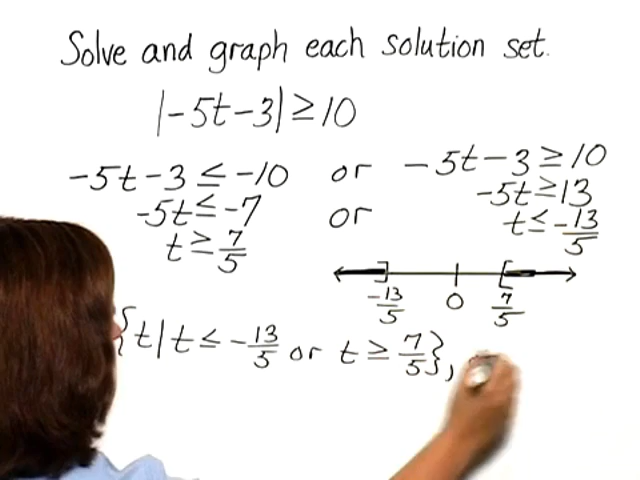 Solve and graph each solution set.
|-5t-3| ≥ 10
-5t-3 ≤ -10 or -5t-3 ≥ 10
-5t ≤ -7 or -5t ≥ 13
t ≥ 7/5 t ≤ -13/5
-13/5 0 7/5
{t | t ≤ -13/5 or t ≥ 7/5},